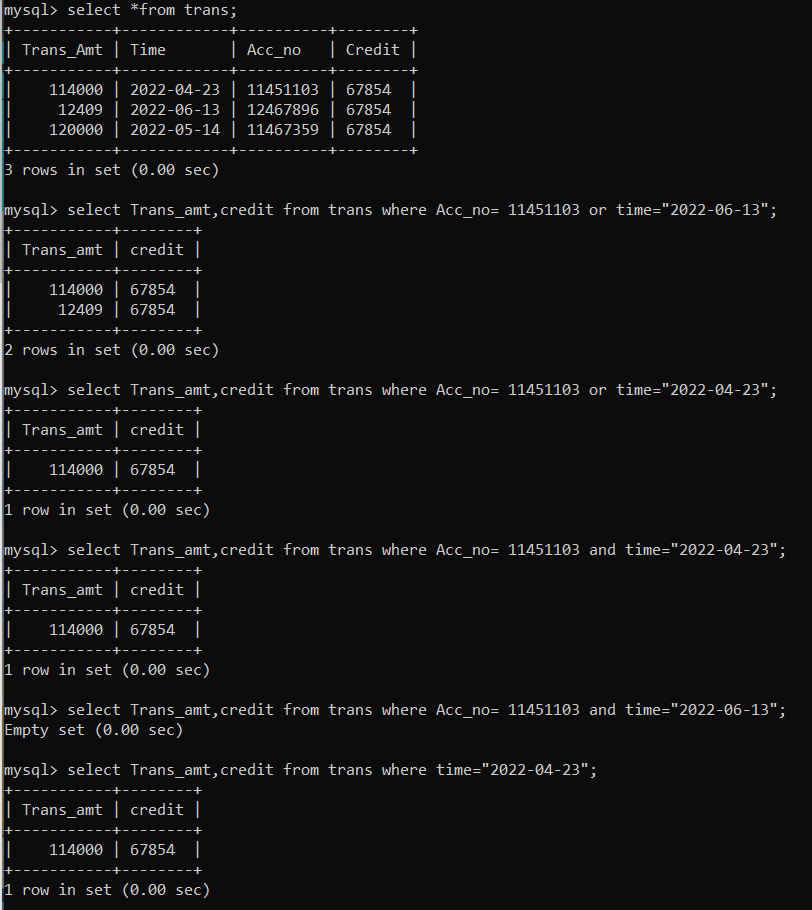 mysql> select *from trans;
+-----------+------------+----------+--------+
| Trans_Amt | Time       | Acc_no   | Credit |
+-----------+------------+----------+--------+
|    114000 | 2022-04-23 | 11451103 | 67854  |
|     12409 | 2022-06-13 | 12467896 | 67854  |
|    120000 | 2022-05-14 | 11467359 | 67854  |
+-----------+------------+----------+--------+
3 rows in set (0.00 sec)

mysql> select Trans_amt,credit from trans where Acc_no= 11451103 or time="2022-06-13";
+-----------+--------+
| Trans_amt | credit |
+-----------+--------+
|    114000 | 67854  |
|     12409 | 67854  |
+-----------+--------+
2 rows in set (0.00 sec)

mysql> select Trans_amt,credit from trans where Acc_no= 11451103 or time="2022-04-23";
+-----------+--------+
| Trans_amt | credit |
+-----------+--------+
|    114000 | 67854  |
+-----------+--------+
1 row in set (0.00 sec)

mysql> select Trans_amt,credit from trans where Acc_no= 11451103 and time="2022-04-23";
+-----------+--------+
| Trans_amt | credit |
+-----------+--------+
|    114000 | 67854  |
+-----------+--------+
1 row in set (0.00 sec)

mysql> select Trans_amt,credit from trans where Acc_no= 11451103 and time="2022-06-13";
Empty set (0.00 sec)

mysql> select Trans_amt,credit from trans where time="2022-04-23";
+-----------+--------+
| Trans_amt | credit |
+-----------+--------+
|    114000 | 67854  |
+-----------+--------+
1 row in set (0.00 sec)